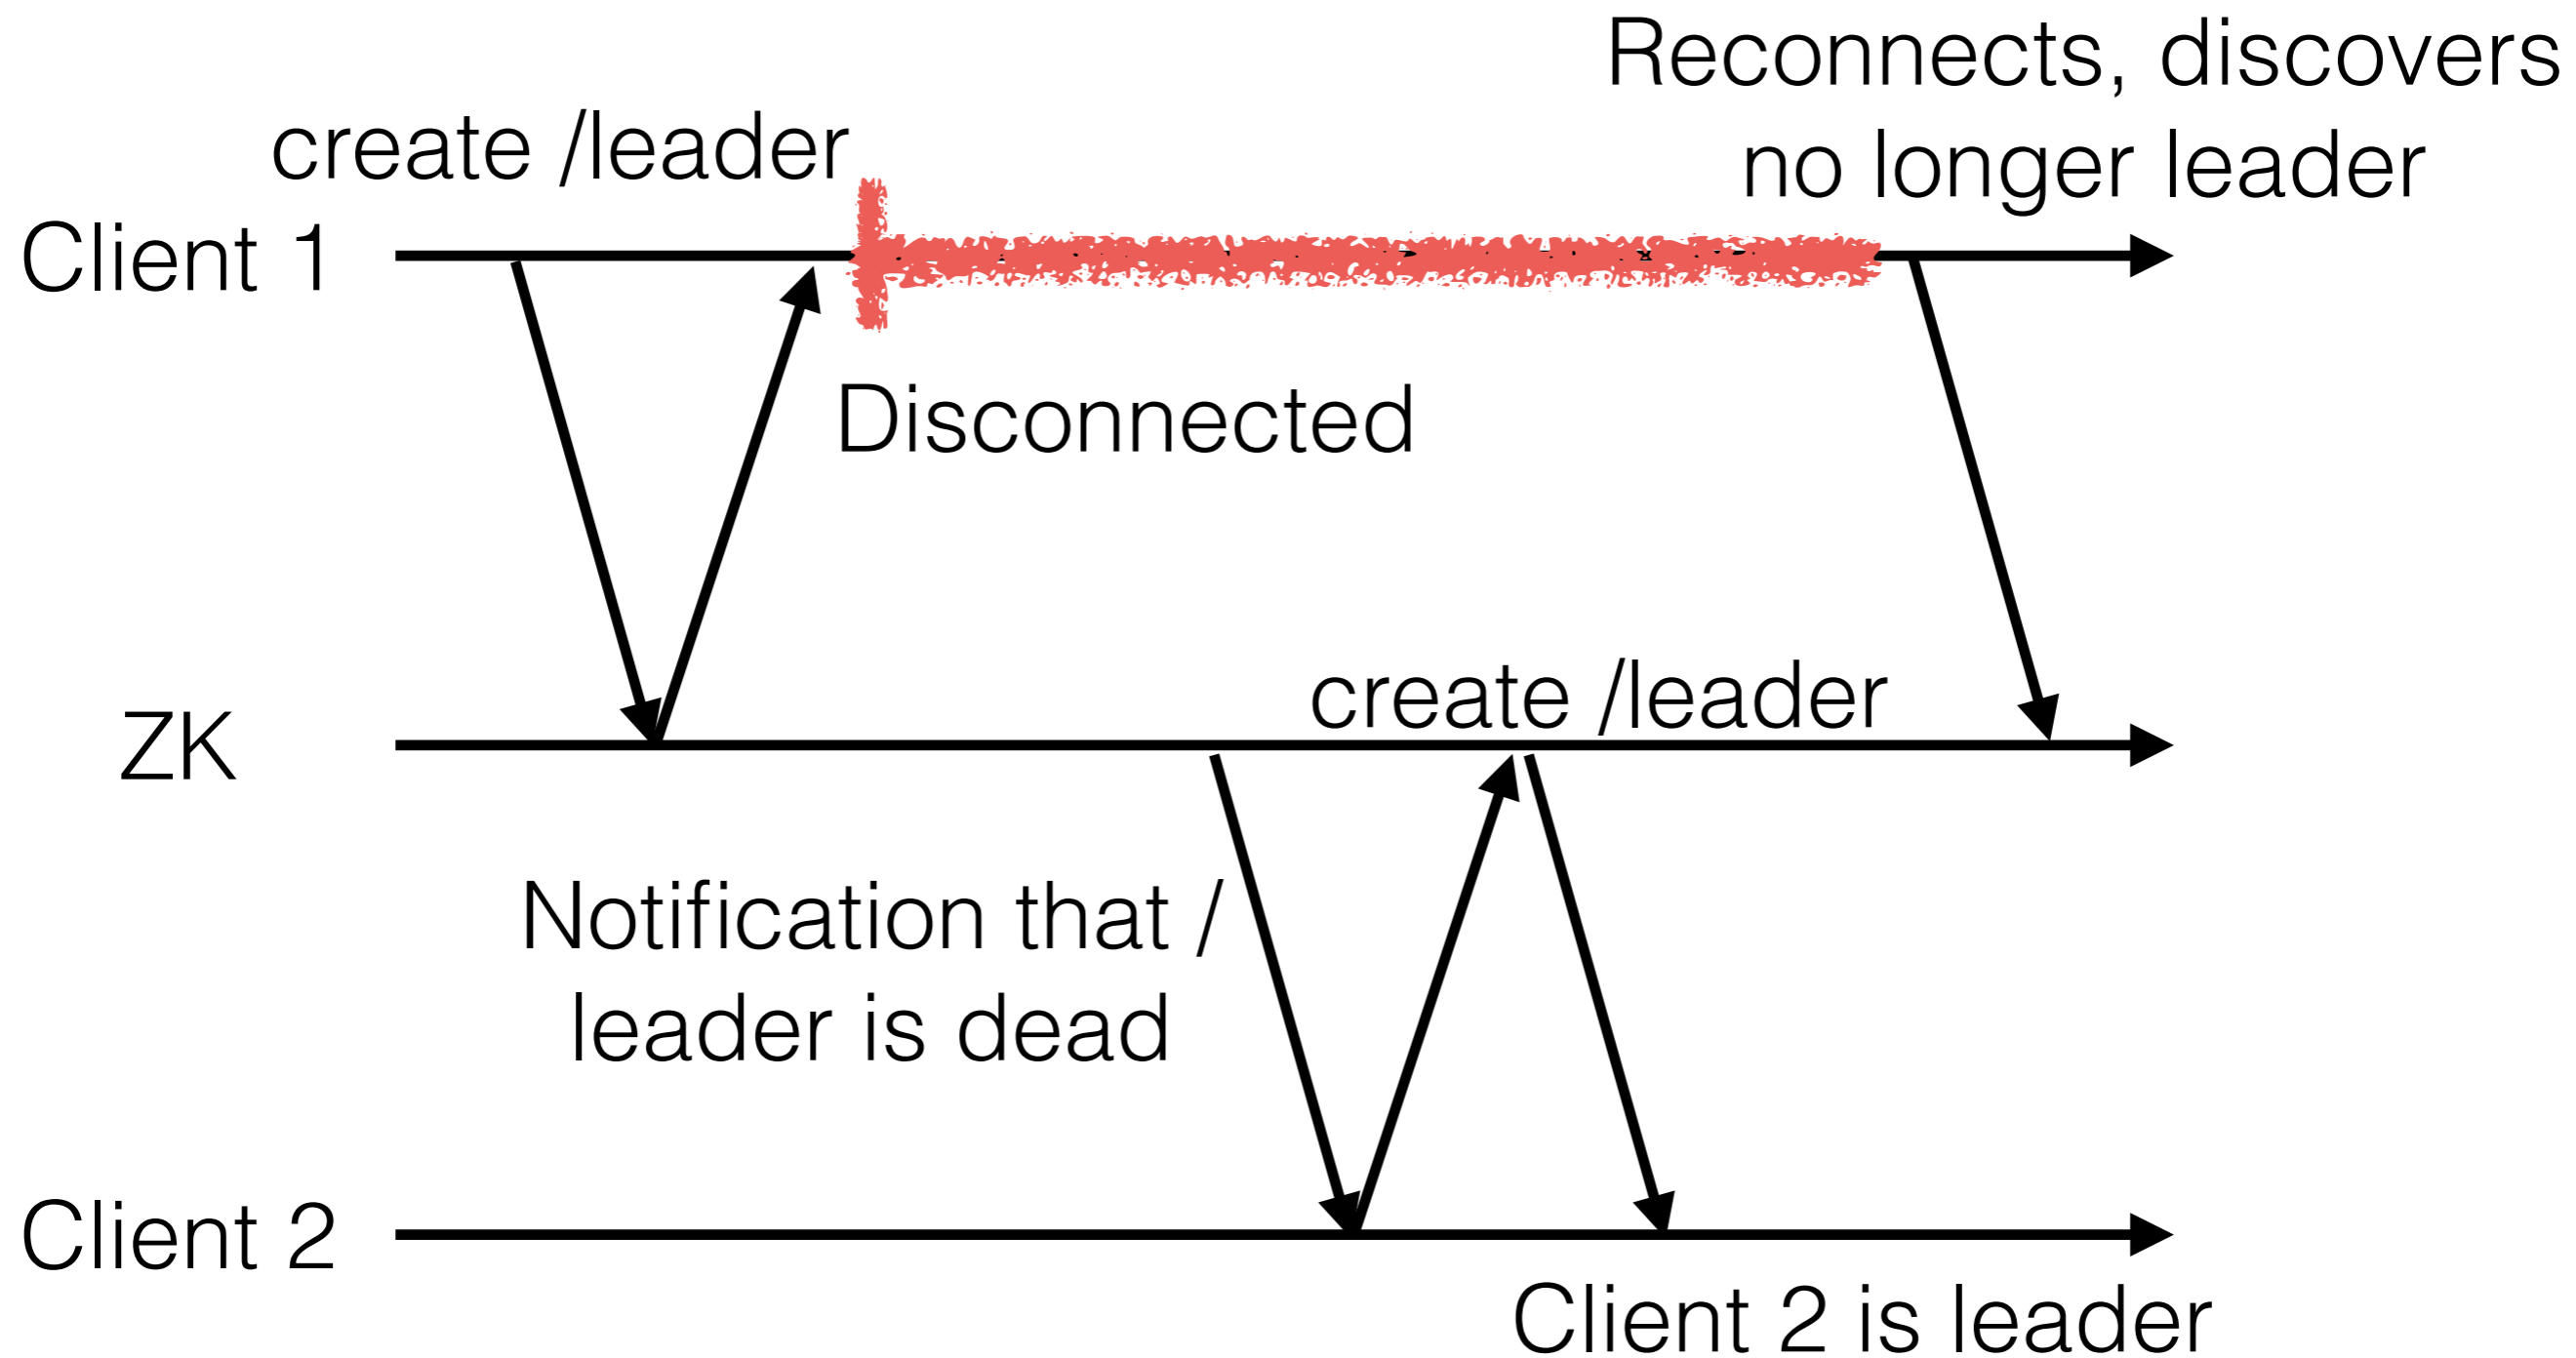 Reconnects, discovers
no longer leader
create /leader
Client 1
Disconnected
create /leader
ZK
Notification that /
leader is dead
Client 2
Client 2 is leader